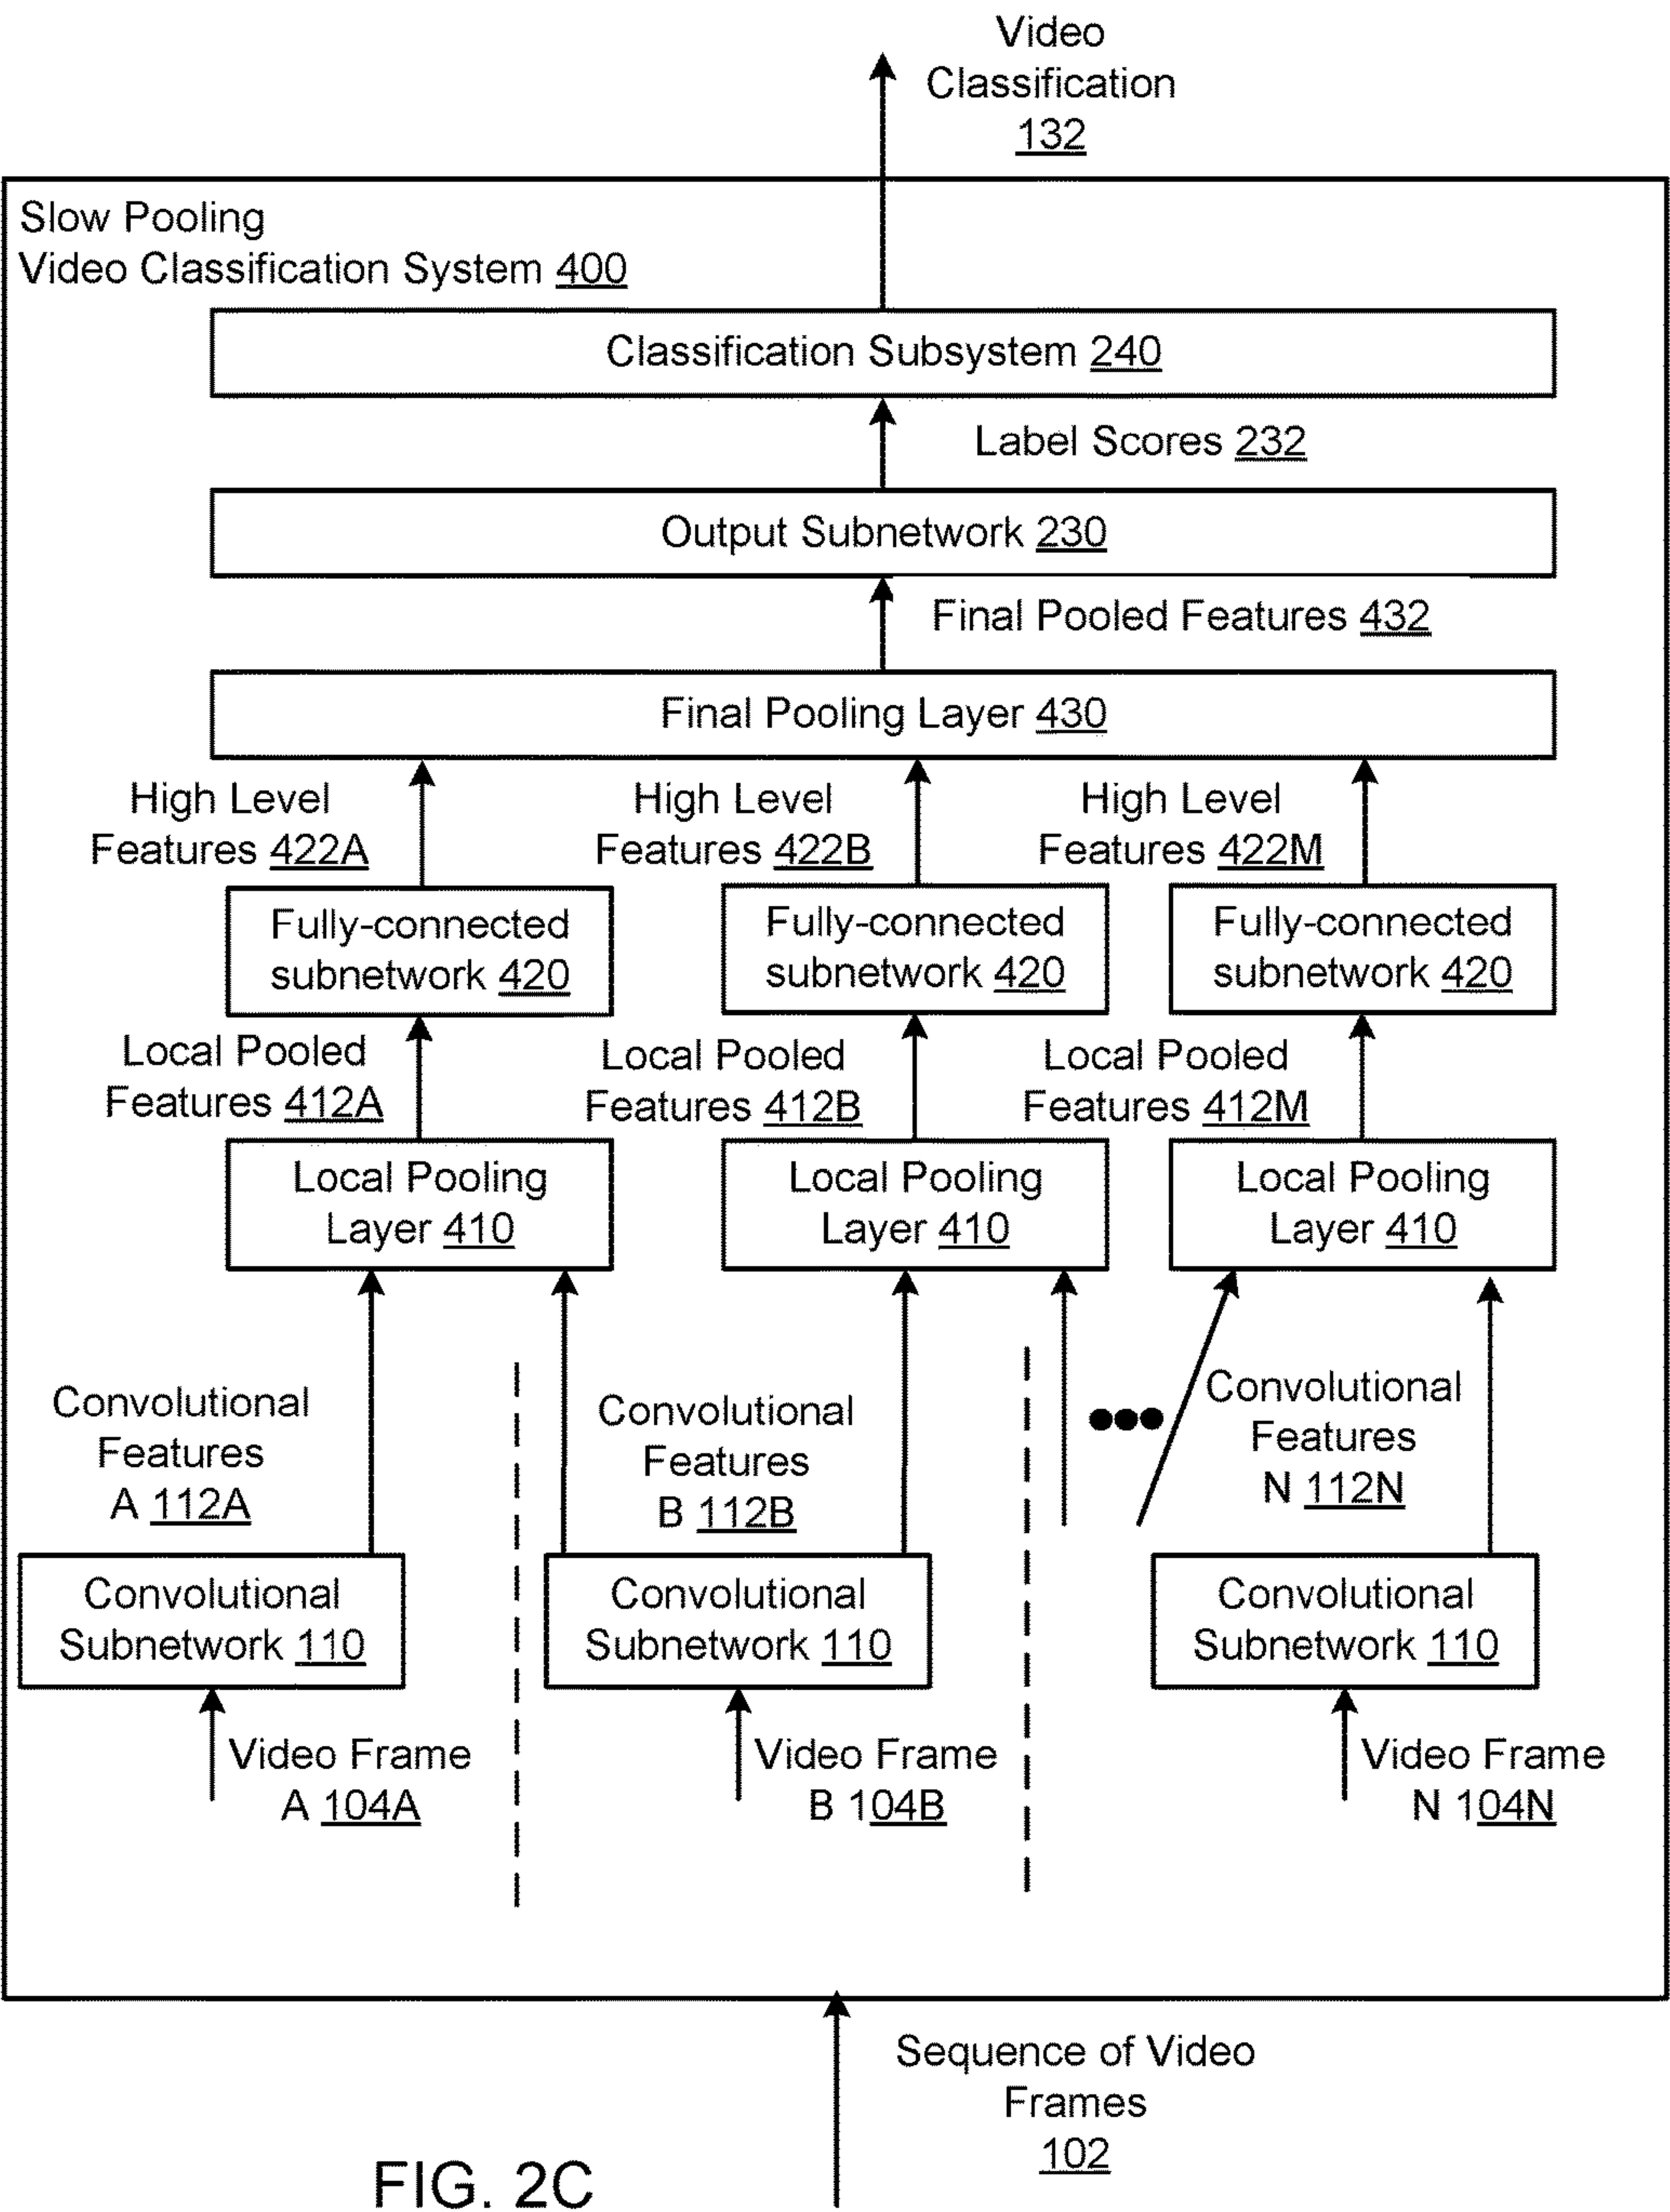 Video
Classification
132
Slow Pooling
Video Classification System 400
Classification Subsystem 240
Label Scores 232
Output Subnetwork 230
Final Pooled Features 432
Final Pooling Layer 430
High Level
Features 422A
High Level
Features 422B
High Level
Features 422M
Fully-connected
subnetwork 420
Fully-connected
subnetwork 420
Fully-connected
subnetwork 420
Local Pooled
Features 412A
Local Pooled
Features 412B
Local Pooled
Features 412M
Local Pooling
Layer 410
Local Pooling
Layer 410
Local Pooling
Layer 410
Convolutional
Features
A 112A
Convolutional
Features
B 112B
Convolutional
Features
N 112N
Convolutional
Subnetwork 110
Convolutional
Subnetwork 110
Convolutional
Subnetwork 110
Video Frame
A 104A
Video Frame
B 104B
Video Frame
N 104N
Sequence of Video
Frames
102
FIG. 2C